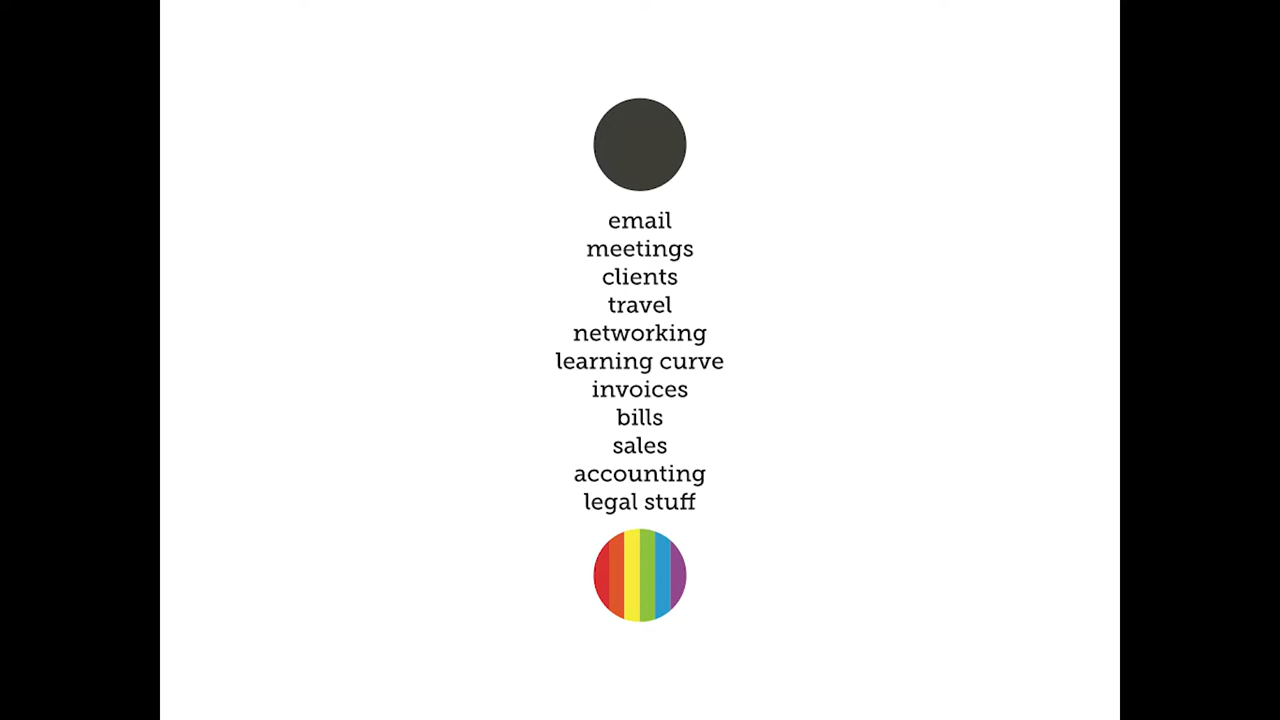 email
meetings
clients
travel
networking
learning curve
invoices
bills
sales
accounting
legal stuff